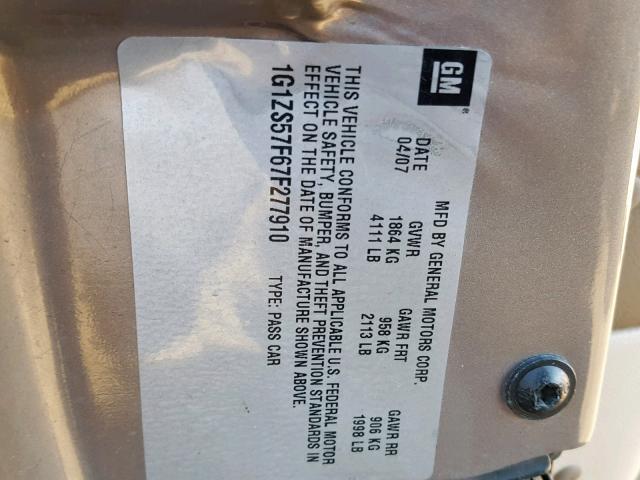 GM®
MFD BY GENERAL MOTORS CORP.
DATE GVWR GAWR FRT GAWR RR
04/07 1864 KG 958 KG 906 KG
4111 LB 2113 LB 1998 LB
THIS VEHICLE CONFORMS TO ALL APPLICABLE U.S. FEDERAL MOTOR
VEHICLE SAFETY, BUMPER, AND THEFT PREVENTION STANDARDS IN
EFFECT ON THE DATE OF MANUFACTURE SHOWN ABOVE.
1G1ZS57F67F277910 TYPE: PASS CAR